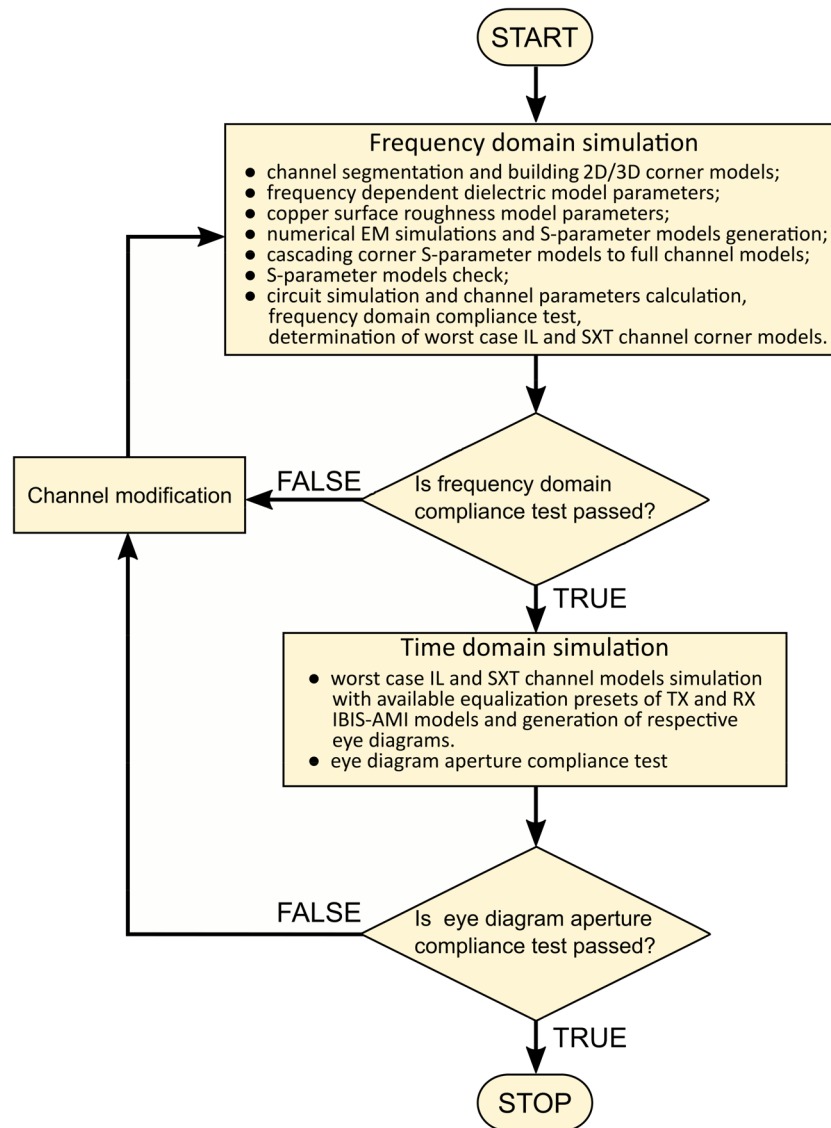 START
Frequency domain simulation
● channel segmentation and building 2D/3D corner models;
● frequency dependent dielectric model parameters;
● copper surface roughness model parameters;
● numerical EM simulations and S-parameter models generation;
● cascading corner S-parameter models to full channel models;
● S-parameter models check;
● circuit simulation and channel parameters calculation,
frequency domain compliance test,
determination of worst case IL and SXT channel corner models.
Channel modification
FALSE
Is frequency domain
compliance test passed?
TRUE
Time domain simulation
● worst case IL and SXT channel models simulation
with available equalization presets of TX and RX
IBIS-AMI models and generation of respective
eye diagrams.
● eye diagram aperture compliance test
FALSE
Is eye diagram aperture
compliance test passed?
TRUE
STOP